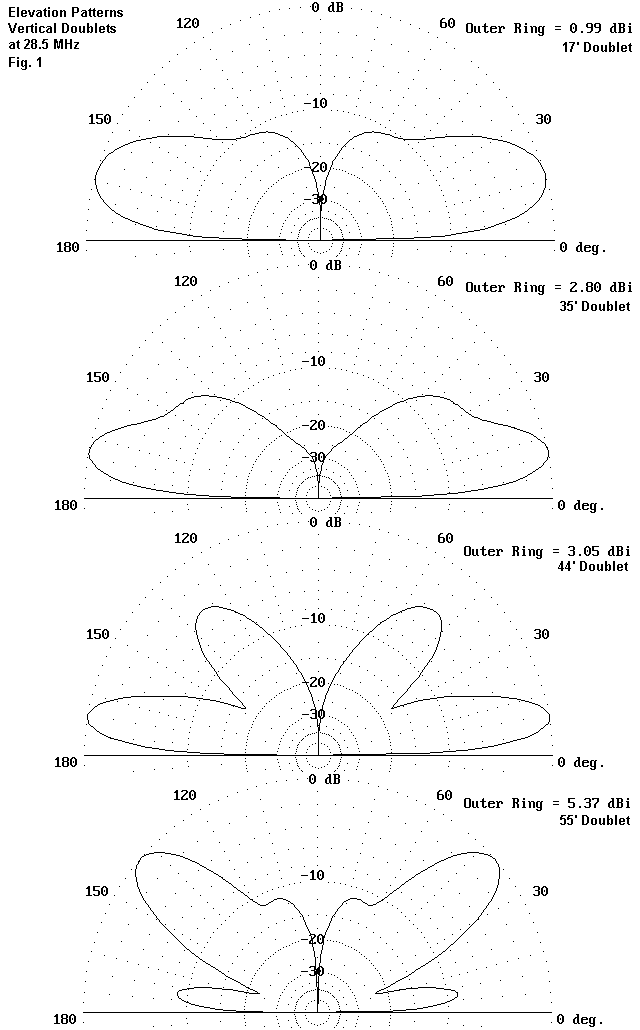 Elevation Patterns
Vertical Doublets
at 28.5 MHz
Fig. 1
0 dB
120
Outer Ring = 0.99 dBi
17' Doublet
-10
150
30
-20
-30
180
0 deg.
0 dB
120
60
Outer Ring = 2.80 dBi
35' Doublet
-10
150
30
-20
-30
180
0 deg.
0 dB
120
60
Outer Ring = 3.05 dBi
44' Doublet
-10
150
30
-20
-30
180
0 deg.
0 dB
120
60
Outer Ring = 5.37 dBi
55' Doublet
-10
150
30
-20
-30
180
0 deg.
60